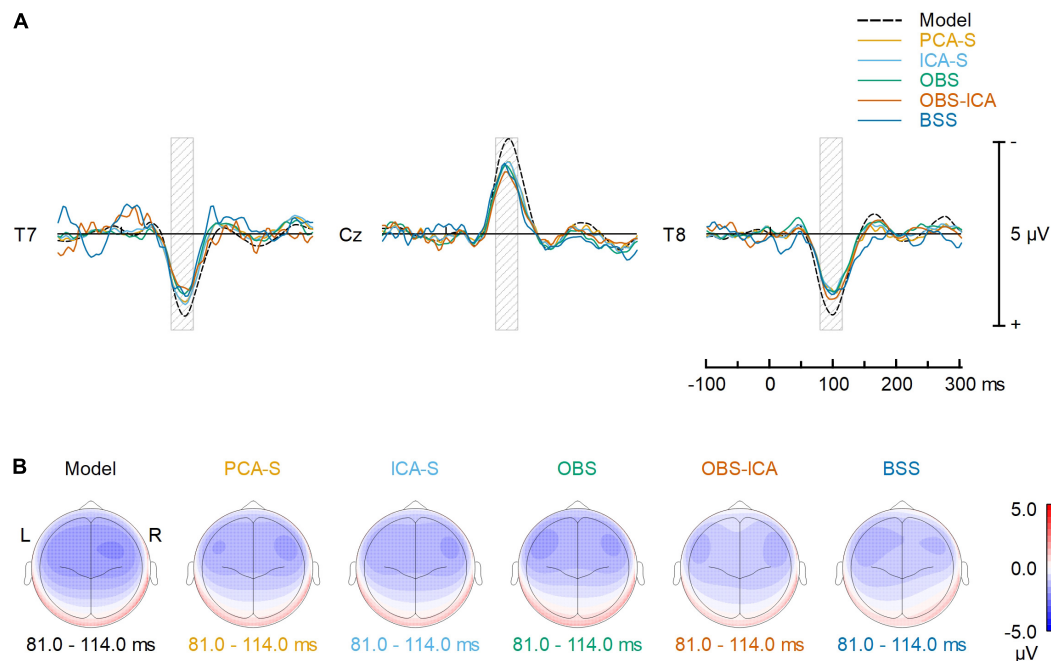 A
Model
PCA-S
ICA-S
OBS
OBS-ICA
BSS
T7
Cz
T8
-
5 µV
+
-100 0 100 200 300 ms
B
Model PCA-S ICA-S OBS OBS-ICA BSS
L R
5.0
0.0
-5.0
µV
81.0 - 114.0 ms 81.0 - 114.0 ms 81.0 - 114.0 ms 81.0 - 114.0 ms 81.0 - 114.0 ms 81.0 - 114.0 ms